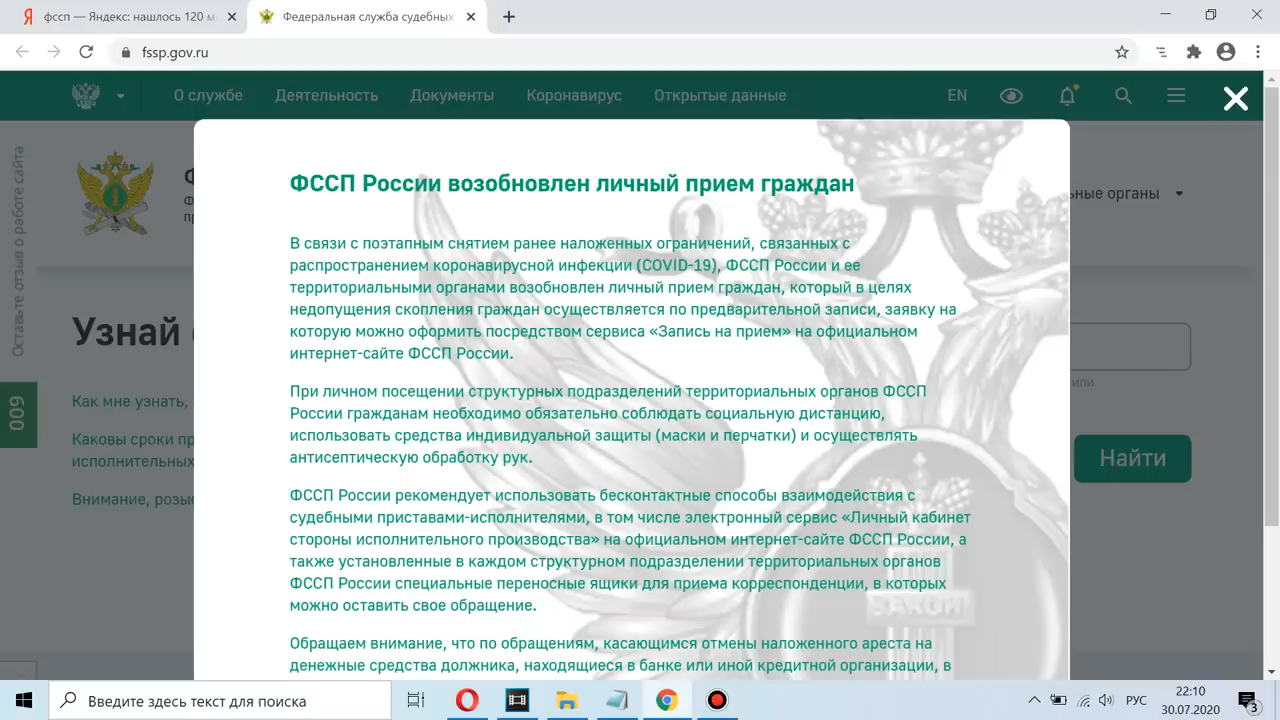 фссп — Яндекс: нашлось 120 м
Федеральная служба судебных
fssp.gov.ru
О службе
Деятельность
Документы
Коронавирус
Открытые данные
EN
Оставьте отзыв о работе сайта
ьные органы
ФССП России возобновлен личный прием граждан
В связи с поэтапным снятием ранее наложенных ограничений, связанных с
распространением коронавирусной инфекции (COVID-19), ФССП России и ее
территориальными органами возобновлен личный прием граждан, который в целях
недопущения скопления граждан осуществляется по предварительной записи, заявку на
которую можно оформить посредством сервиса «Запись на прием» на официальном
интернет-сайте ФССП России.
При личном посещении структурных подразделений территориальных органов ФССП
России гражданам необходимо обязательно соблюдать социальную дистанцию,
использовать средства индивидуальной защиты (маски и перчатки) и осуществлять
антисептическую обработку рук.
ФССП России рекомендует использовать бесконтактные способы взаимодействия с
судебными приставами-исполнителями, в том числе электронный сервис «Личный кабинет
стороны исполнительного производства» на официальном интернет-сайте ФССП России, а
также установленные в каждом структурном подразделении территориальных органов
ФССП России специальные переносные ящики для приема корреспонденции, в которых
можно оставить свое обращение.
Обращаем внимание, что по обращениям, касающимся отмены наложенного ареста на
денежные средства должника, находящиеся в банке или иной кредитной организации, в
ЗАКОН
Узнай
Как мне узнать,
Каковы сроки пр
исполнительных
Внимание, розы
или
Найти
Введите здесь текст для поиска
РУС
22:10
30.07.2020
3